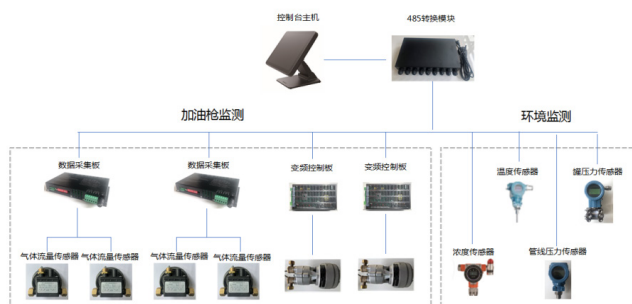 控制台主机
485转换模块
加油枪监测
环境监测
数据采集板
数据采集板
变频控制板
变频控制板
温度传感器
罐压力传感器
气体流量传感器
气体流量传感器
气体流量传感器
气体流量传感器
浓度传感器
管线压力传感器